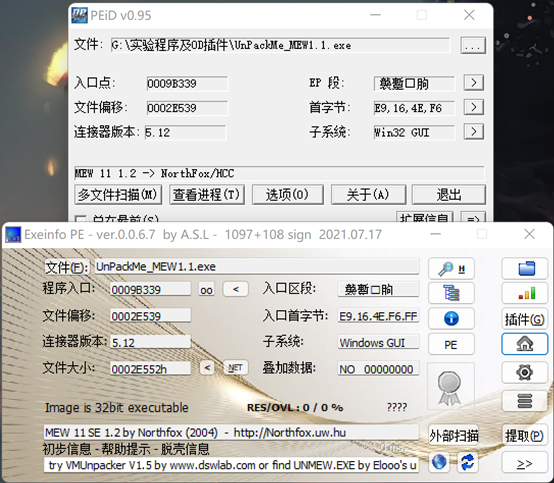 PEiD v0.95
文件: G:\实验程序及OD插件\UnPackMe_MEW1.1.exe ...
入口点: 0009B339 EP 段: >
文件偏移: 0002E539 首字节: E9,16,4E,F6 >
连接器版本: 5.12 子系统: Win32 GUI >
MEW 11 1.2 -> NorthFox/HCC
多文件扫描(M) 查看进程(T) 选项(O) 关于(A) 退出
总在最前(S) 扩展信息 =>
Exeinfo PE - ver.0.0.6.7 by A.S.L - 1097+108 sign 2021.07.17
文件(F): UnPackMe_MEW1.1.exe H
程序入口: 0009B339 oo < 入口区段:
文件偏移: 0002E539 入口首字节: E9.16.4E.F6.FF 插件(G)
连接器版本: 5.12 子系统: Windows GUI PE
文件大小: 0002E552h < NET 叠加数据: NO 00000000
Image is 32bit executable RES/OVL : 0 / 0 % ????
MEW 11 SE 1.2 by Northfox (2004) - http://Northfox.uw.hu 外部扫描 提取(P)
初步信息 - 帮助提示 - 脱壳信息
try VMUnpacker V1.5 by www.dswlab.com or find UNMEW.EXE by Elooo's u >>